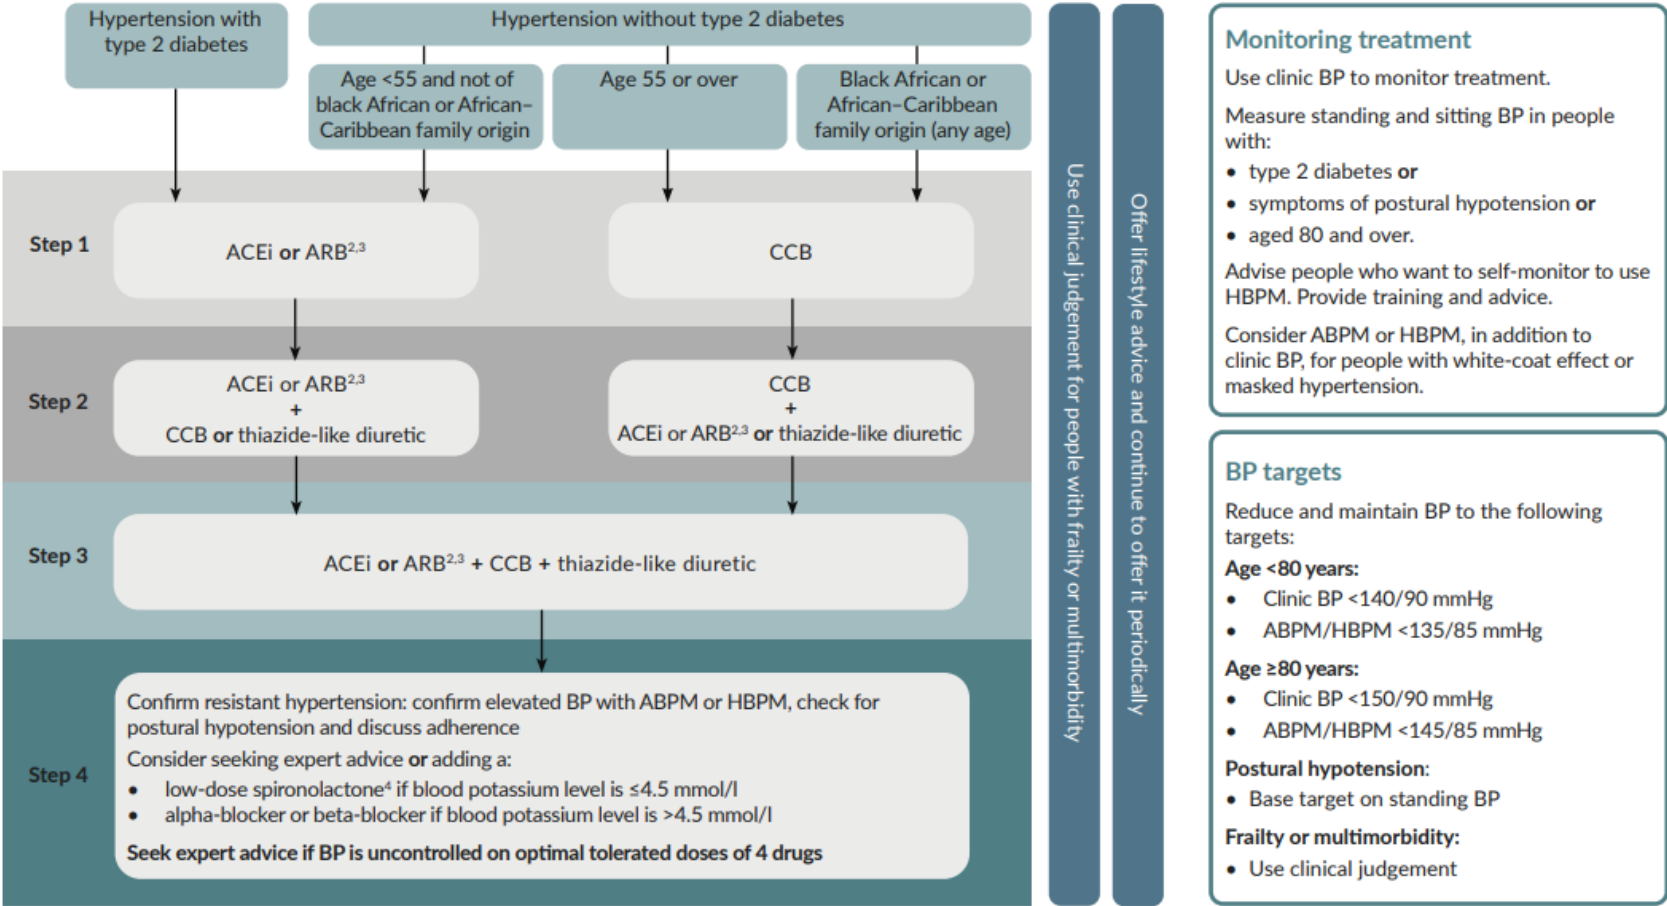 Hypertension with
type 2 diabetes
Hypertension without type 2 diabetes
Age <55 and not of
black African or African–
Caribbean family origin
Age 55 or over
Black African or
African–Caribbean
family origin (any age)
Step 1
ACEi or ARB2,3
CCB
Step 2
ACEi or ARB2,3
+
CCB or thiazide-like diuretic
CCB
+
ACEi or ARB2,3 or thiazide-like diuretic
Step 3
ACEi or ARB2,3 + CCB + thiazide-like diuretic
Step 4
Confirm resistant hypertension: confirm elevated BP with ABPM or HBPM, check for
postural hypotension and discuss adherence
Consider seeking expert advice or adding a:
• low-dose spironolactone4 if blood potassium level is ≤4.5 mmol/l
• alpha-blocker or beta-blocker if blood potassium level is >4.5 mmol/l
Seek expert advice if BP is uncontrolled on optimal tolerated doses of 4 drugs
Use clinical judgement for people with frailty or multimorbidity
Offer lifestyle advice and continue to offer it periodically
Monitoring treatment
Use clinic BP to monitor treatment.
Measure standing and sitting BP in people
with:
• type 2 diabetes or
• symptoms of postural hypotension or
• aged 80 and over.
Advise people who want to self-monitor to use
HBPM. Provide training and advice.
Consider ABPM or HBPM, in addition to
clinic BP, for people with white-coat effect or
masked hypertension.
BP targets
Reduce and maintain BP to the following
targets:
Age <80 years:
• Clinic BP <140/90 mmHg
• ABPM/HBPM <135/85 mmHg
Age ≥80 years:
• Clinic BP <150/90 mmHg
• ABPM/HBPM <145/85 mmHg
Postural hypotension:
• Base target on standing BP
Frailty or multimorbidity:
• Use clinical judgement